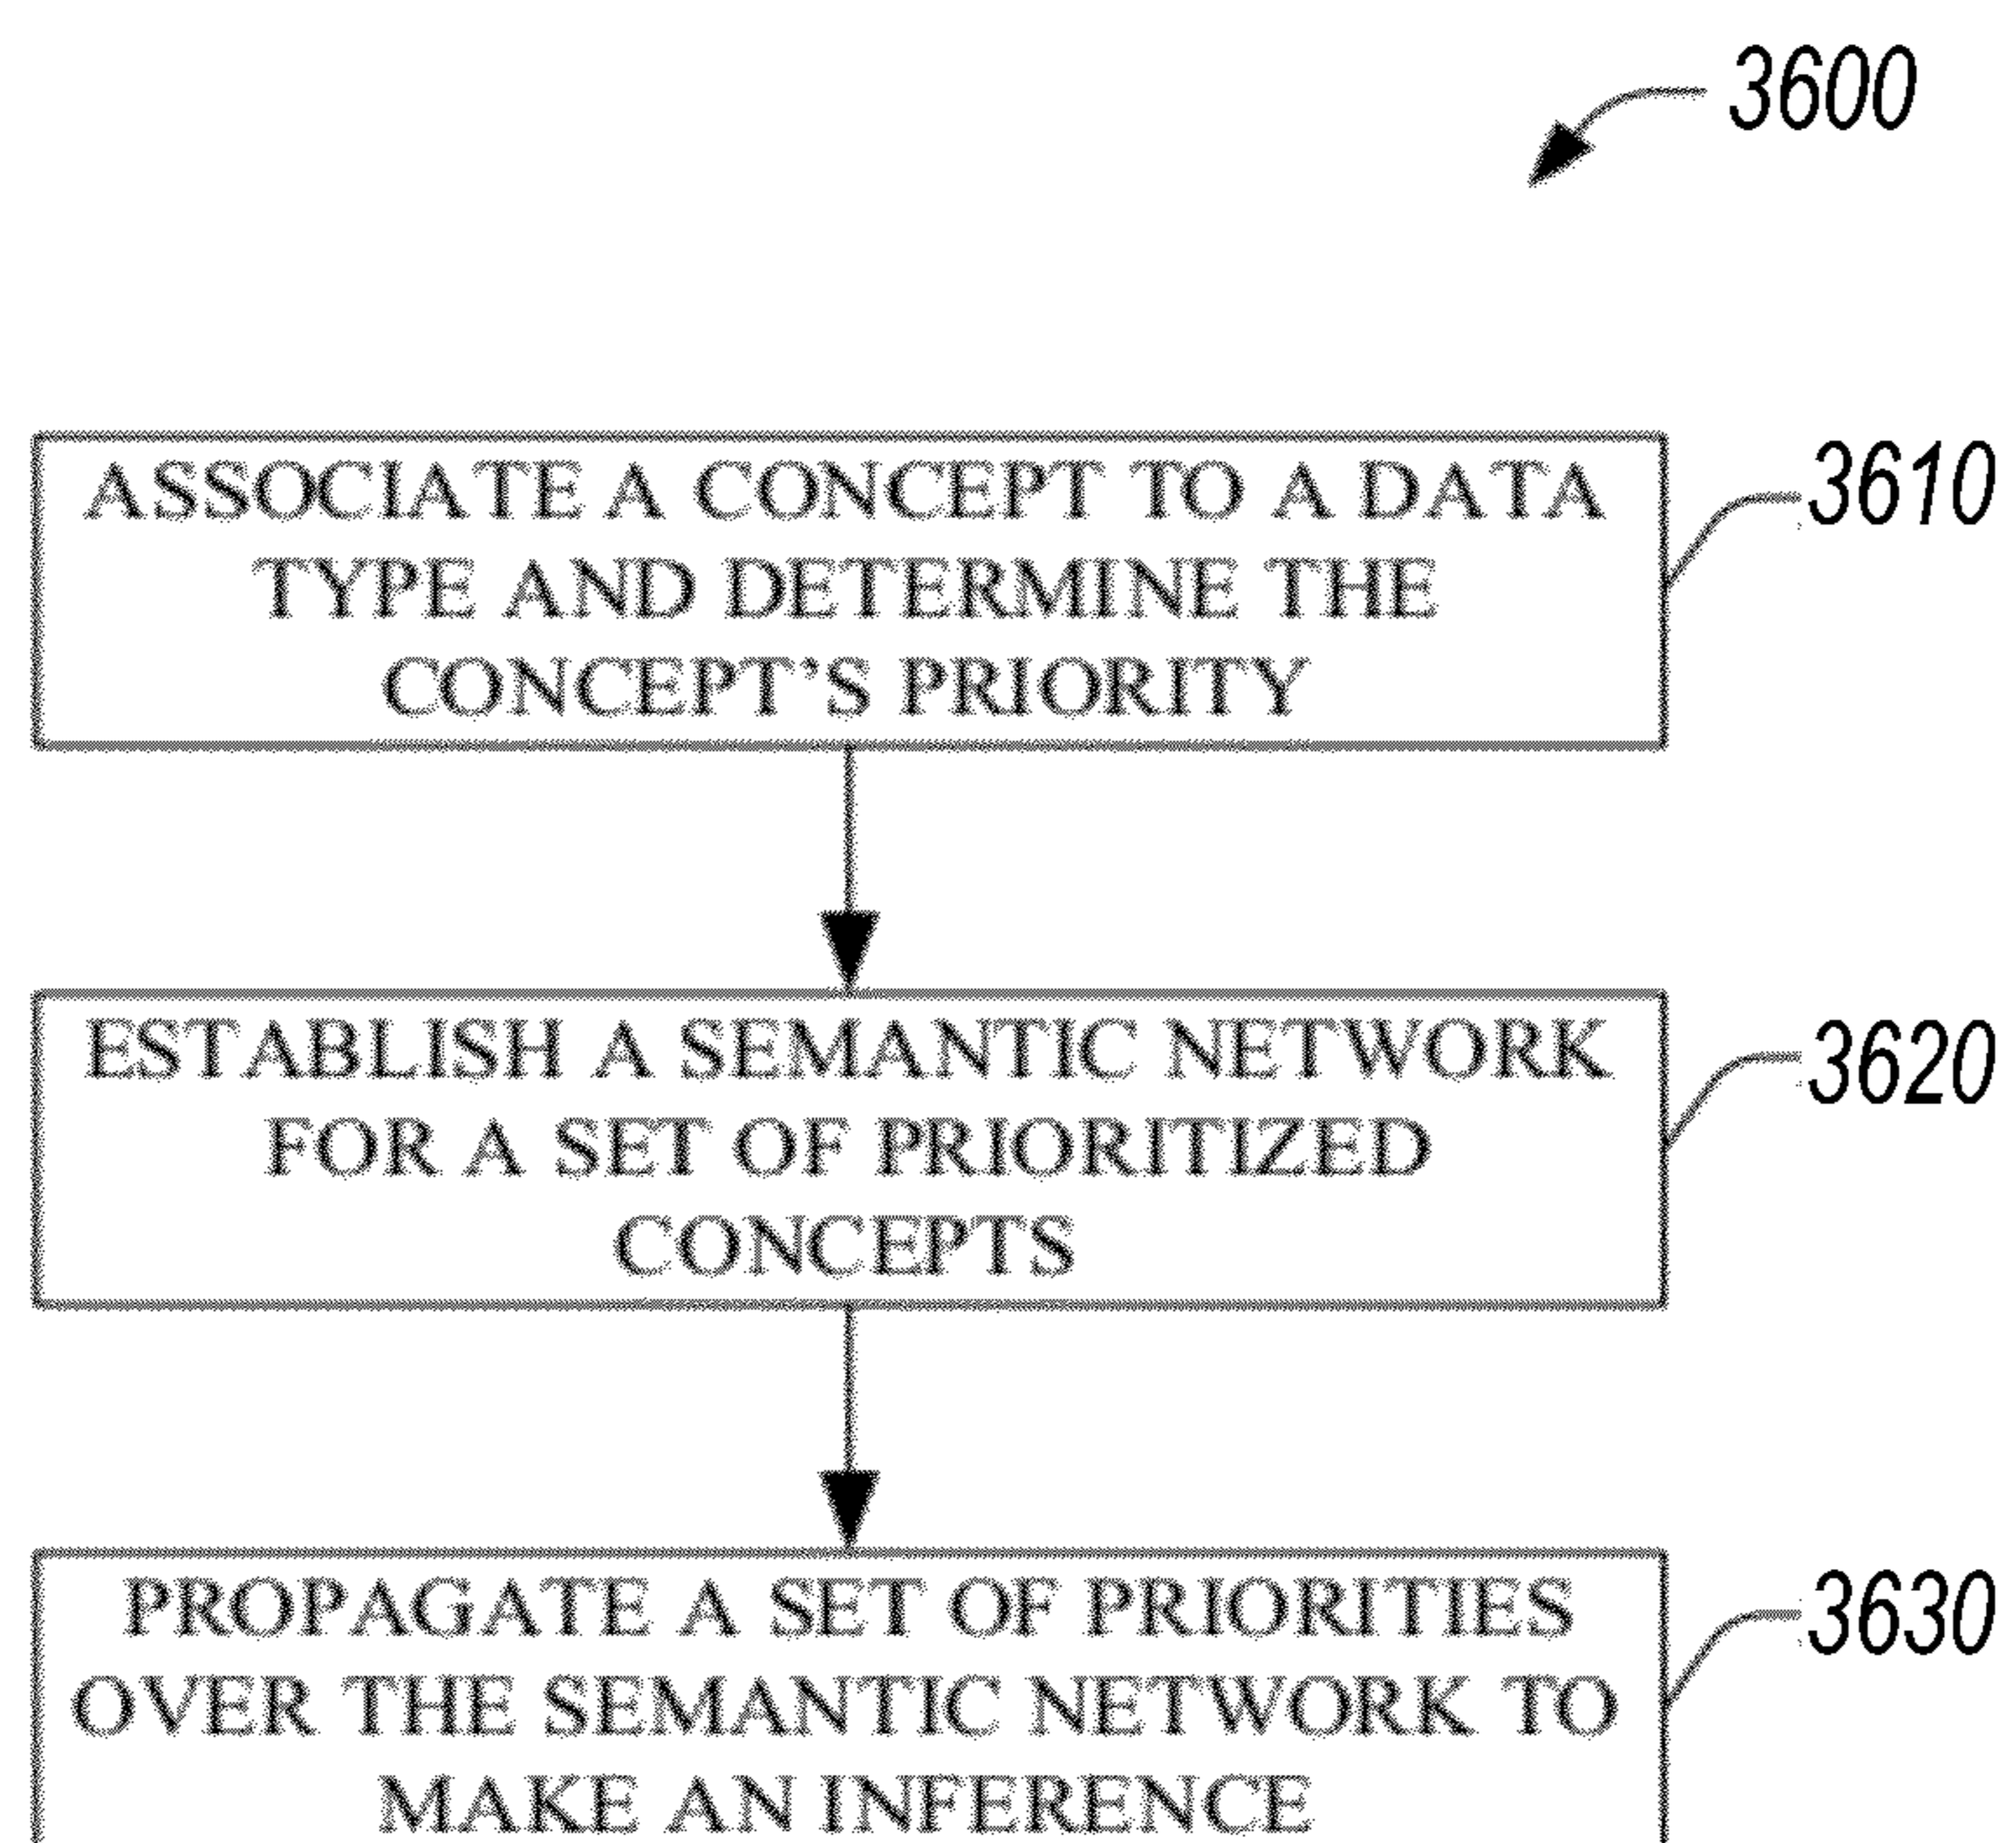 3600
ASSOCIATE A CONCEPT TO A DATA
TYPE AND DETERMINE THE
CONCEPT'S PRIORITY
3610
ESTABLISH A SEMANTIC NETWORK
FOR A SET OF PRIORITIZED
CONCEPTS
3620
PROPAGATE A SET OF PRIORITIES
OVER THE SEMANTIC NETWORK TO
MAKE AN INFERENCE
3630